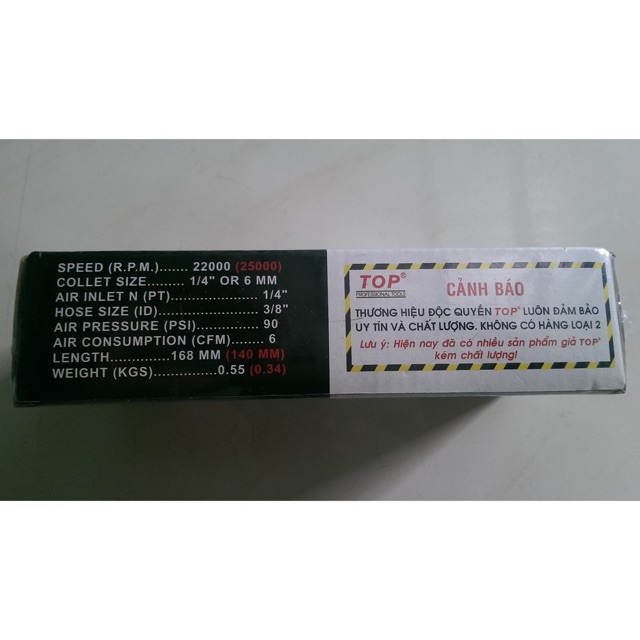 SPEED (R.P.M.)....... 22000 (25000)
COLLET SIZE......... 1/4" OR 6 MM
AIR INLET N (PT)..................... 1/4"
HOSE SIZE (ID)........................ 3/8"
AIR PRESSURE (PSI)............... 90
AIR CONSUMPTION (CFM)....... 6
LENGTH..............168 MM (140 MM)
WEIGHT (KGS)...............0.55 (0.34)
TOP®
PROFESSIONAL TOOLS
CẢNH BÁO
THƯƠNG HIỆU ĐỘC QUYỀN TOP® LUÔN ĐẢM BẢO
UY TÍN VÀ CHẤT LƯỢNG. KHÔNG CÓ HÀNG LOẠI 2
Lưu ý: Hiện nay đã có nhiều sản phẩm giả TOP®
kém chất lượng!